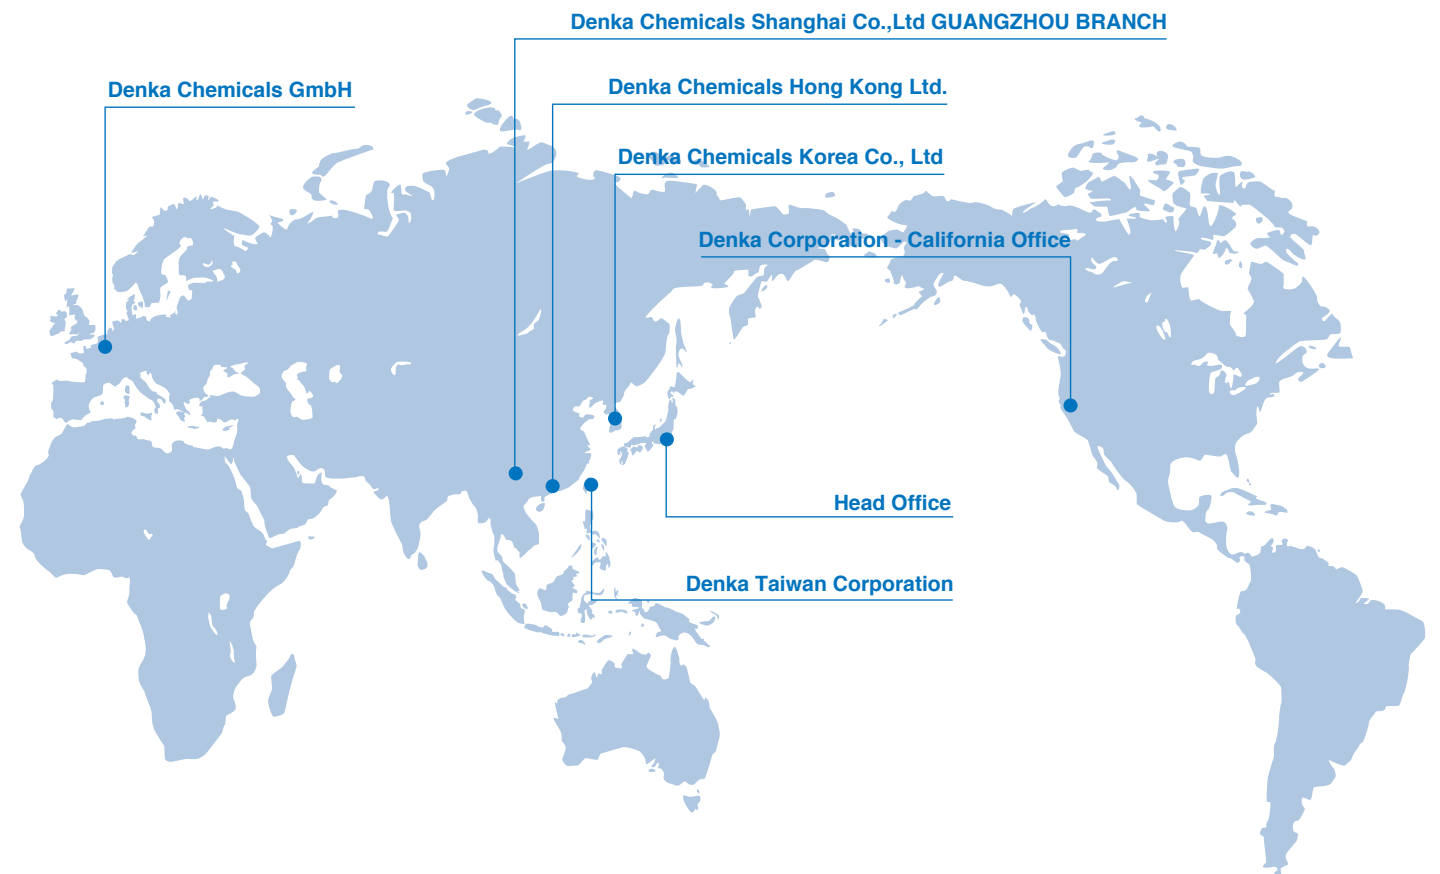 Denka Chemicals Shanghai Co.,Ltd GUANGZHOU BRANCH
Denka Chemicals GmbH
Denka Chemicals Hong Kong Ltd.
Denka Chemicals Korea Co., Ltd
Denka Corporation - California Office
Head Office
Denka Taiwan Corporation